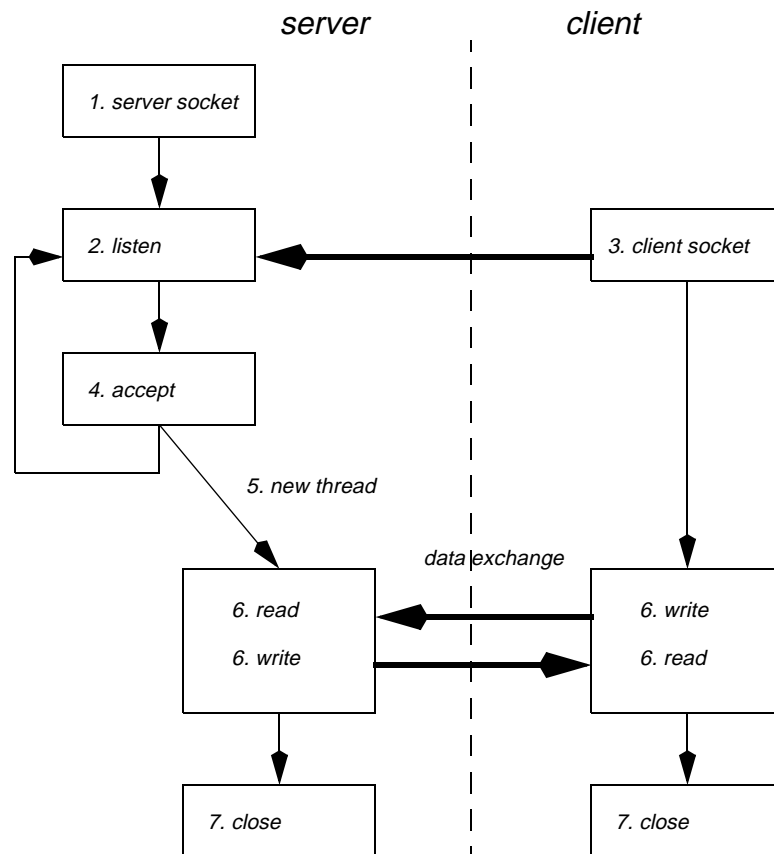 server
client
1. server socket
2. listen
3. client socket
4. accept
5. new thread
data exchange
6. read
6. write
6. write
6. read
7. close
7. close